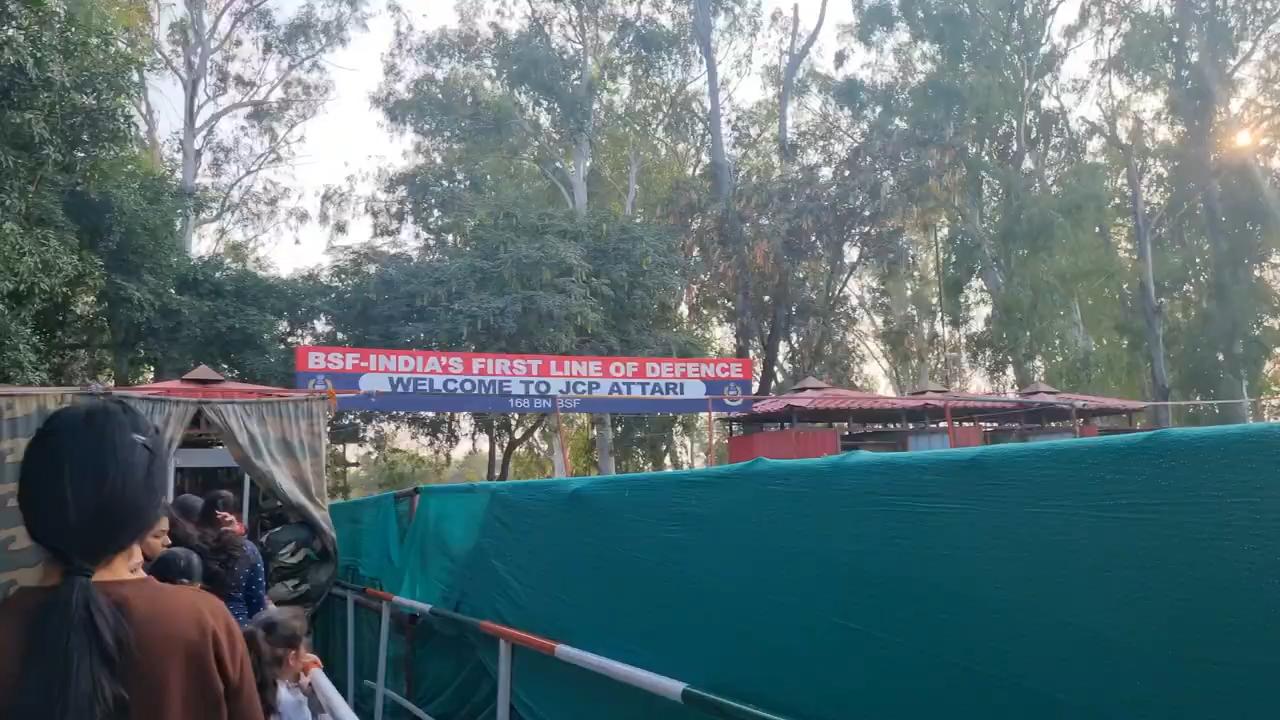 BSF-INDIA'S FIRST LINE OF DEFENCE
WELCOME TO JCP ATTARI
168 BN BSF